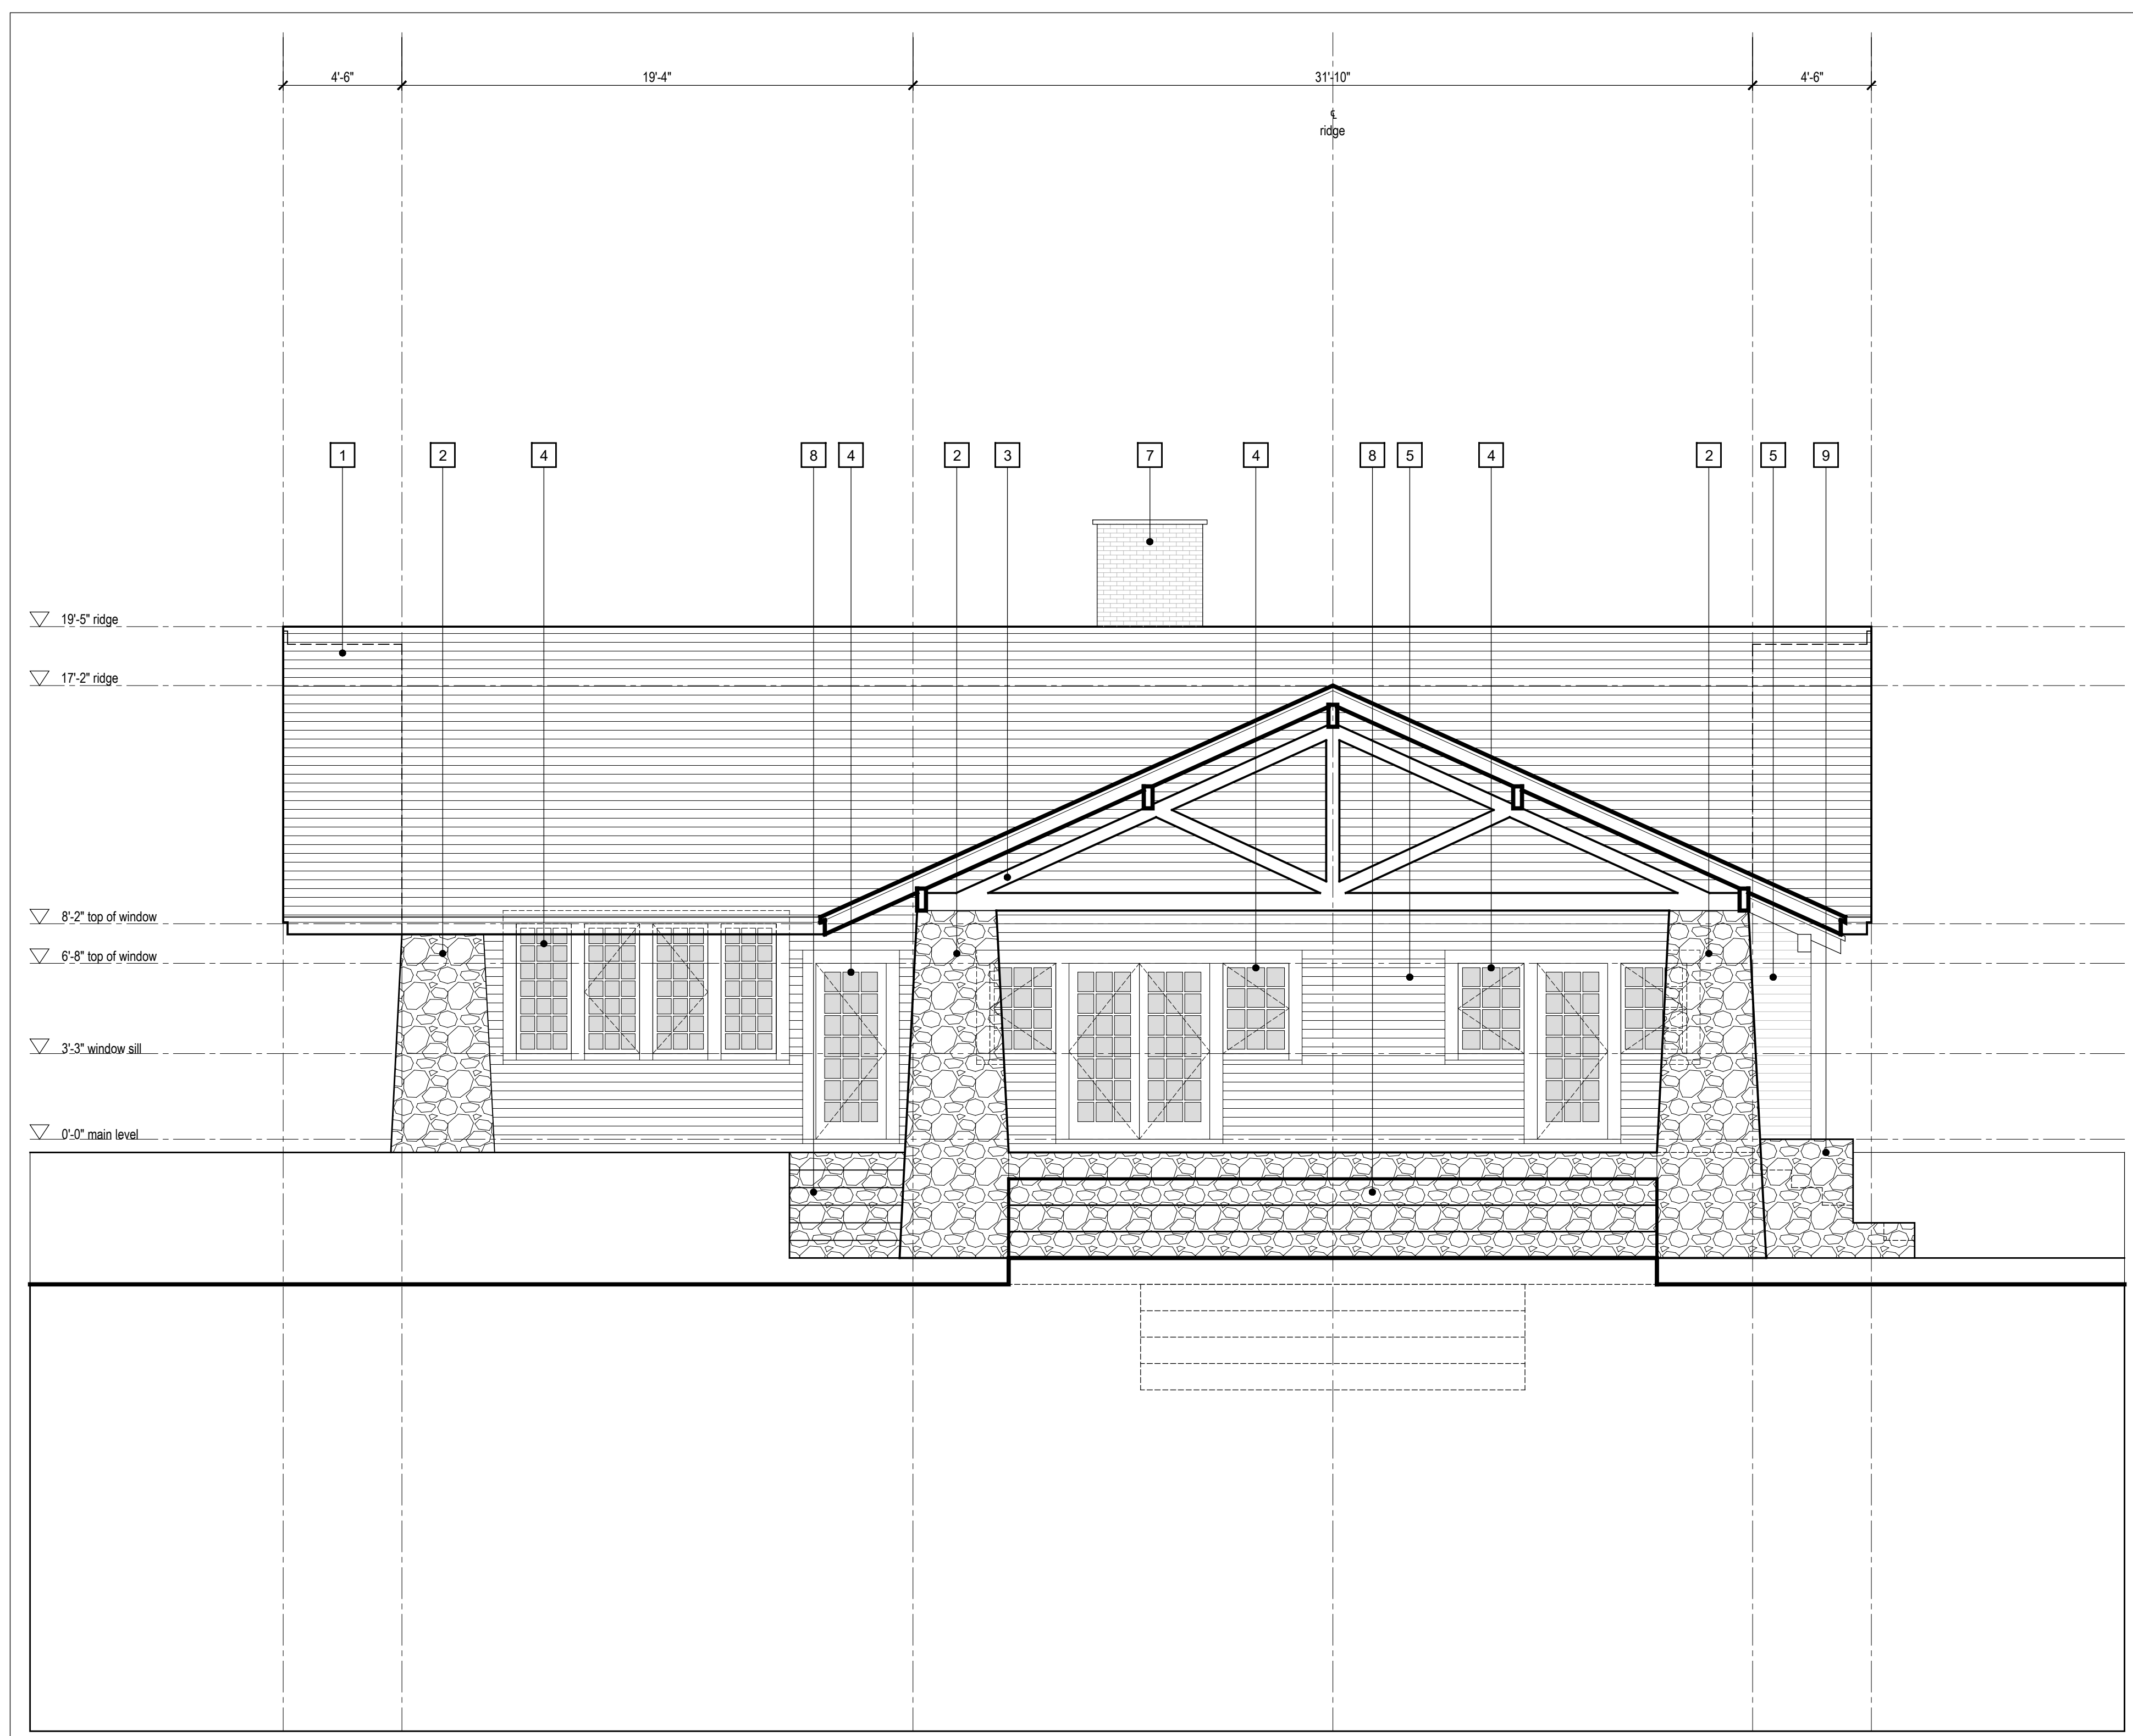 4'-6" 19'-4" 31'-10" 4'-6"
℄
ridge
1 2 4 8 4 2 3 7 4 8 5 4 2 5 9
19'-5" ridge
17'-2" ridge
8'-2" top of window
6'-8" top of window
3'-3" window sill
0'-0" main level